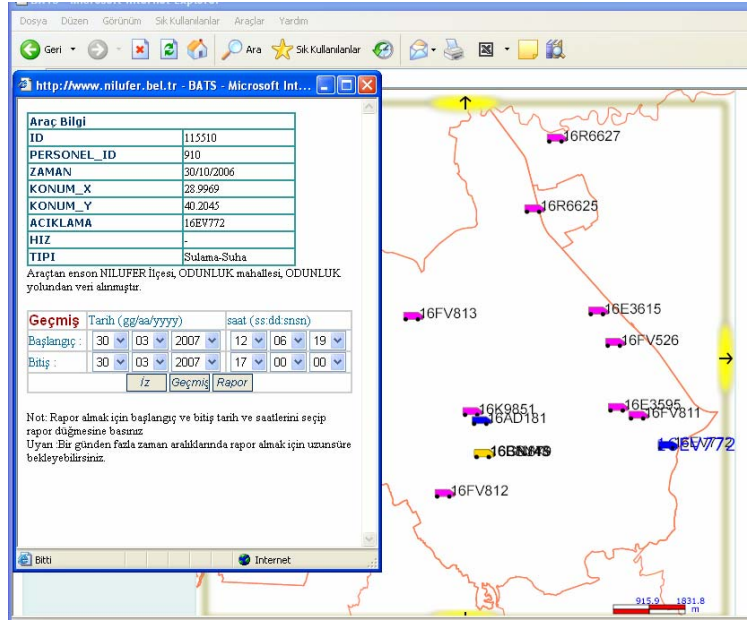 Dosya Düzen Görünüm Sık Kullanılanlar Araçlar Yardım
Geri Ara Sık Kullanılanlar
http://www.nilufer.bel.tr - BATS - Microsoft Int...
Araç Bilgi
ID 115510
PERSONEL_ID 910
ZAMAN 30/10/2006
KONUM_X 28.9969
KONUM_Y 40.2045
ACIKLAMA 16EV772
HIZ -
TIPI Sulama-Suha
Araçtan enson NILUFER İlçesi, ODUNLUK mahallesi, ODUNLUK
yolundan veri alınmıştır.
Geçmiş Tarih (gg/aa/yyyy) saat (ss:dd:snsn)
Başlangıç : 30 03 2007 12 06 19
Bitiş : 30 03 2007 17 00 00
İz Geçmiş Rapor
Not: Rapor almak için başlangıç ve bitiş tarih ve saatlerini seçip
rapor düğmesine basınız
Uyarı :Bir günden fazla zaman aralıklarında rapor almak için uzunsüre
bekleyebilirsiniz.
Bitti Internet
16R6627
16R6625
16FV813
16E3615
16FV526
16K9851
16AD181
16E3595
16FV811
16EV772
16FV812
915.9 1831.8
m